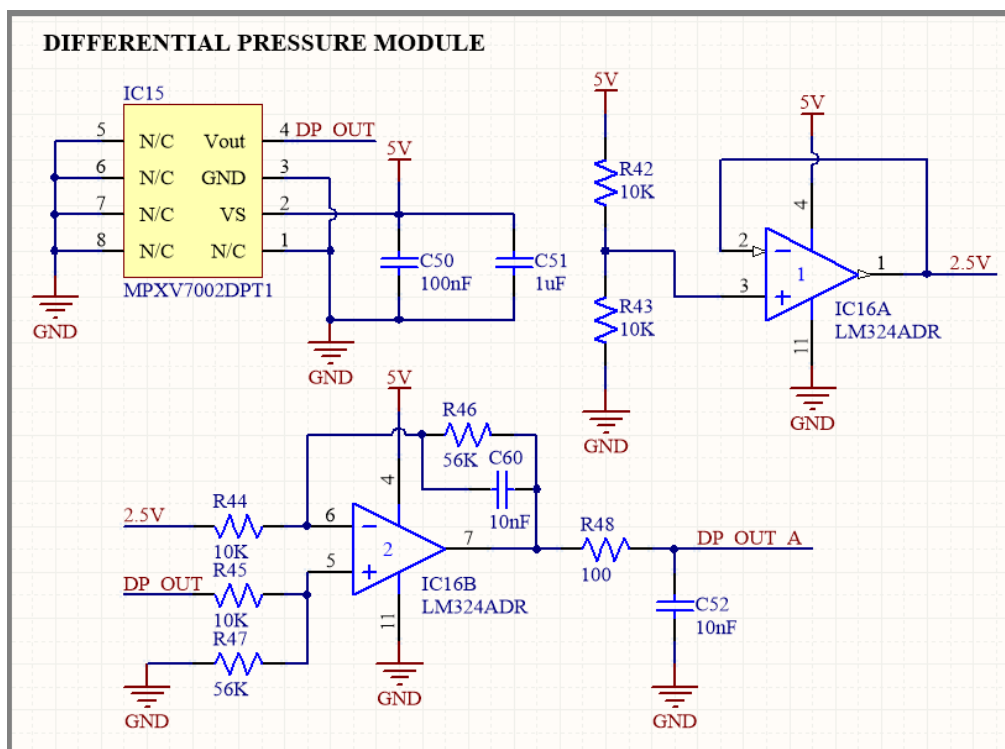 DIFFERENTIAL PRESSURE MODULE
IC15
5 N/C Vout 4 DP_OUT
6 N/C GND 3
7 N/C VS 2
8 N/C N/C 1
MPXV7002DPT1
GND
5V
C50
100nF
C51
1uF
GND
5V
R42
10K
R43
10K
GND
5V
4
2
3
1
1
2.5V
11
IC16A
LM324ADR
GND
5V
R46
56K
C60
10nF
4
2.5V
R44
10K
6
DP_OUT
R45
10K
5
R47
56K
GND
2
7
11
IC16B
LM324ADR
GND
R48
100
DP_OUT_A
C52
10nF
GND